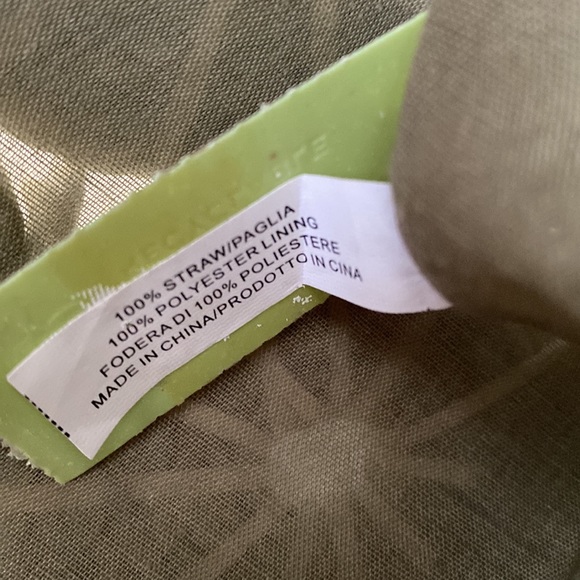 100% STRAW/PAGLIA
100% POLYESTER LINING
FODERA DI 100% POLIESTERE
MADE IN CHINA/PRODOTTO IN CINA